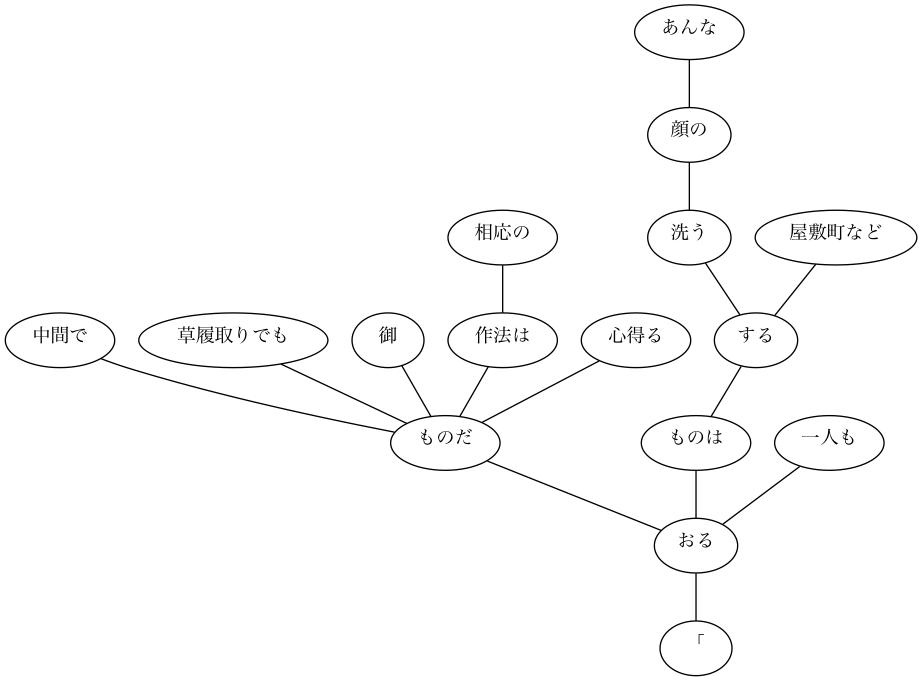 あんな
顔の
相応の
洗う
屋敷町など
中間で
草履取りでも
御
作法は
心得る
する
ものだ
ものは
一人も
おる
「